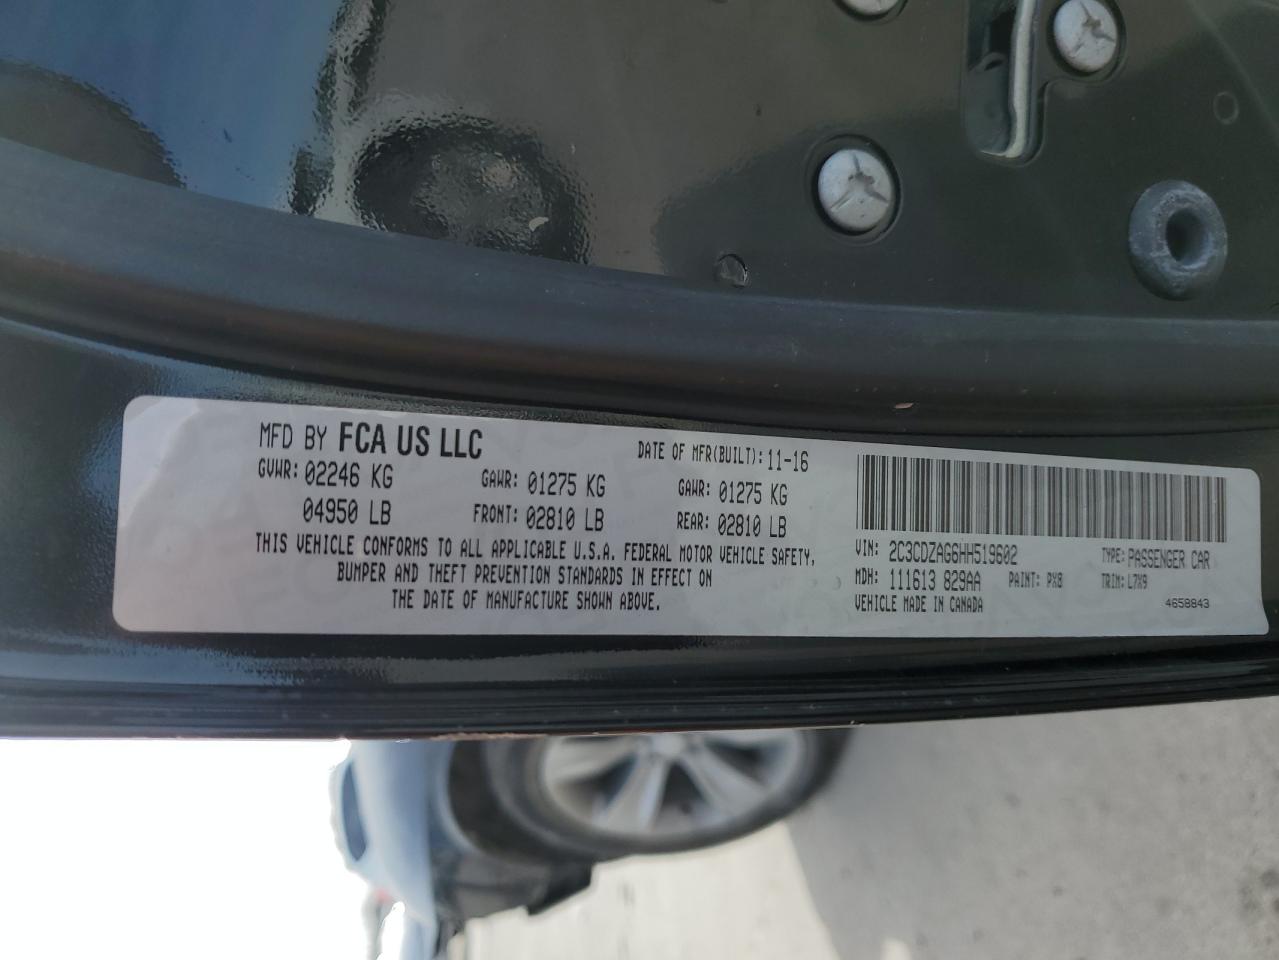 MFD BY FCA US LLC DATE OF MFR(BUILT): 11-16
GVWR: 02246 KG GAWR: 01275 KG GAWR: 01275 KG
04950 LB FRONT: 02810 LB REAR: 02810 LB
THIS VEHICLE CONFORMS TO ALL APPLICABLE U.S.A. FEDERAL MOTOR VEHICLE SAFETY,
BUMPER AND THEFT PREVENTION STANDARDS IN EFFECT ON
THE DATE OF MANUFACTURE SHOWN ABOVE.
VIN: 2C3CDZAG6HH519602 TYPE: PASSENGER CAR
MDH: 111613 829AA PAINT: PX8 TRIM: L7X9
VEHICLE MADE IN CANADA 4658843